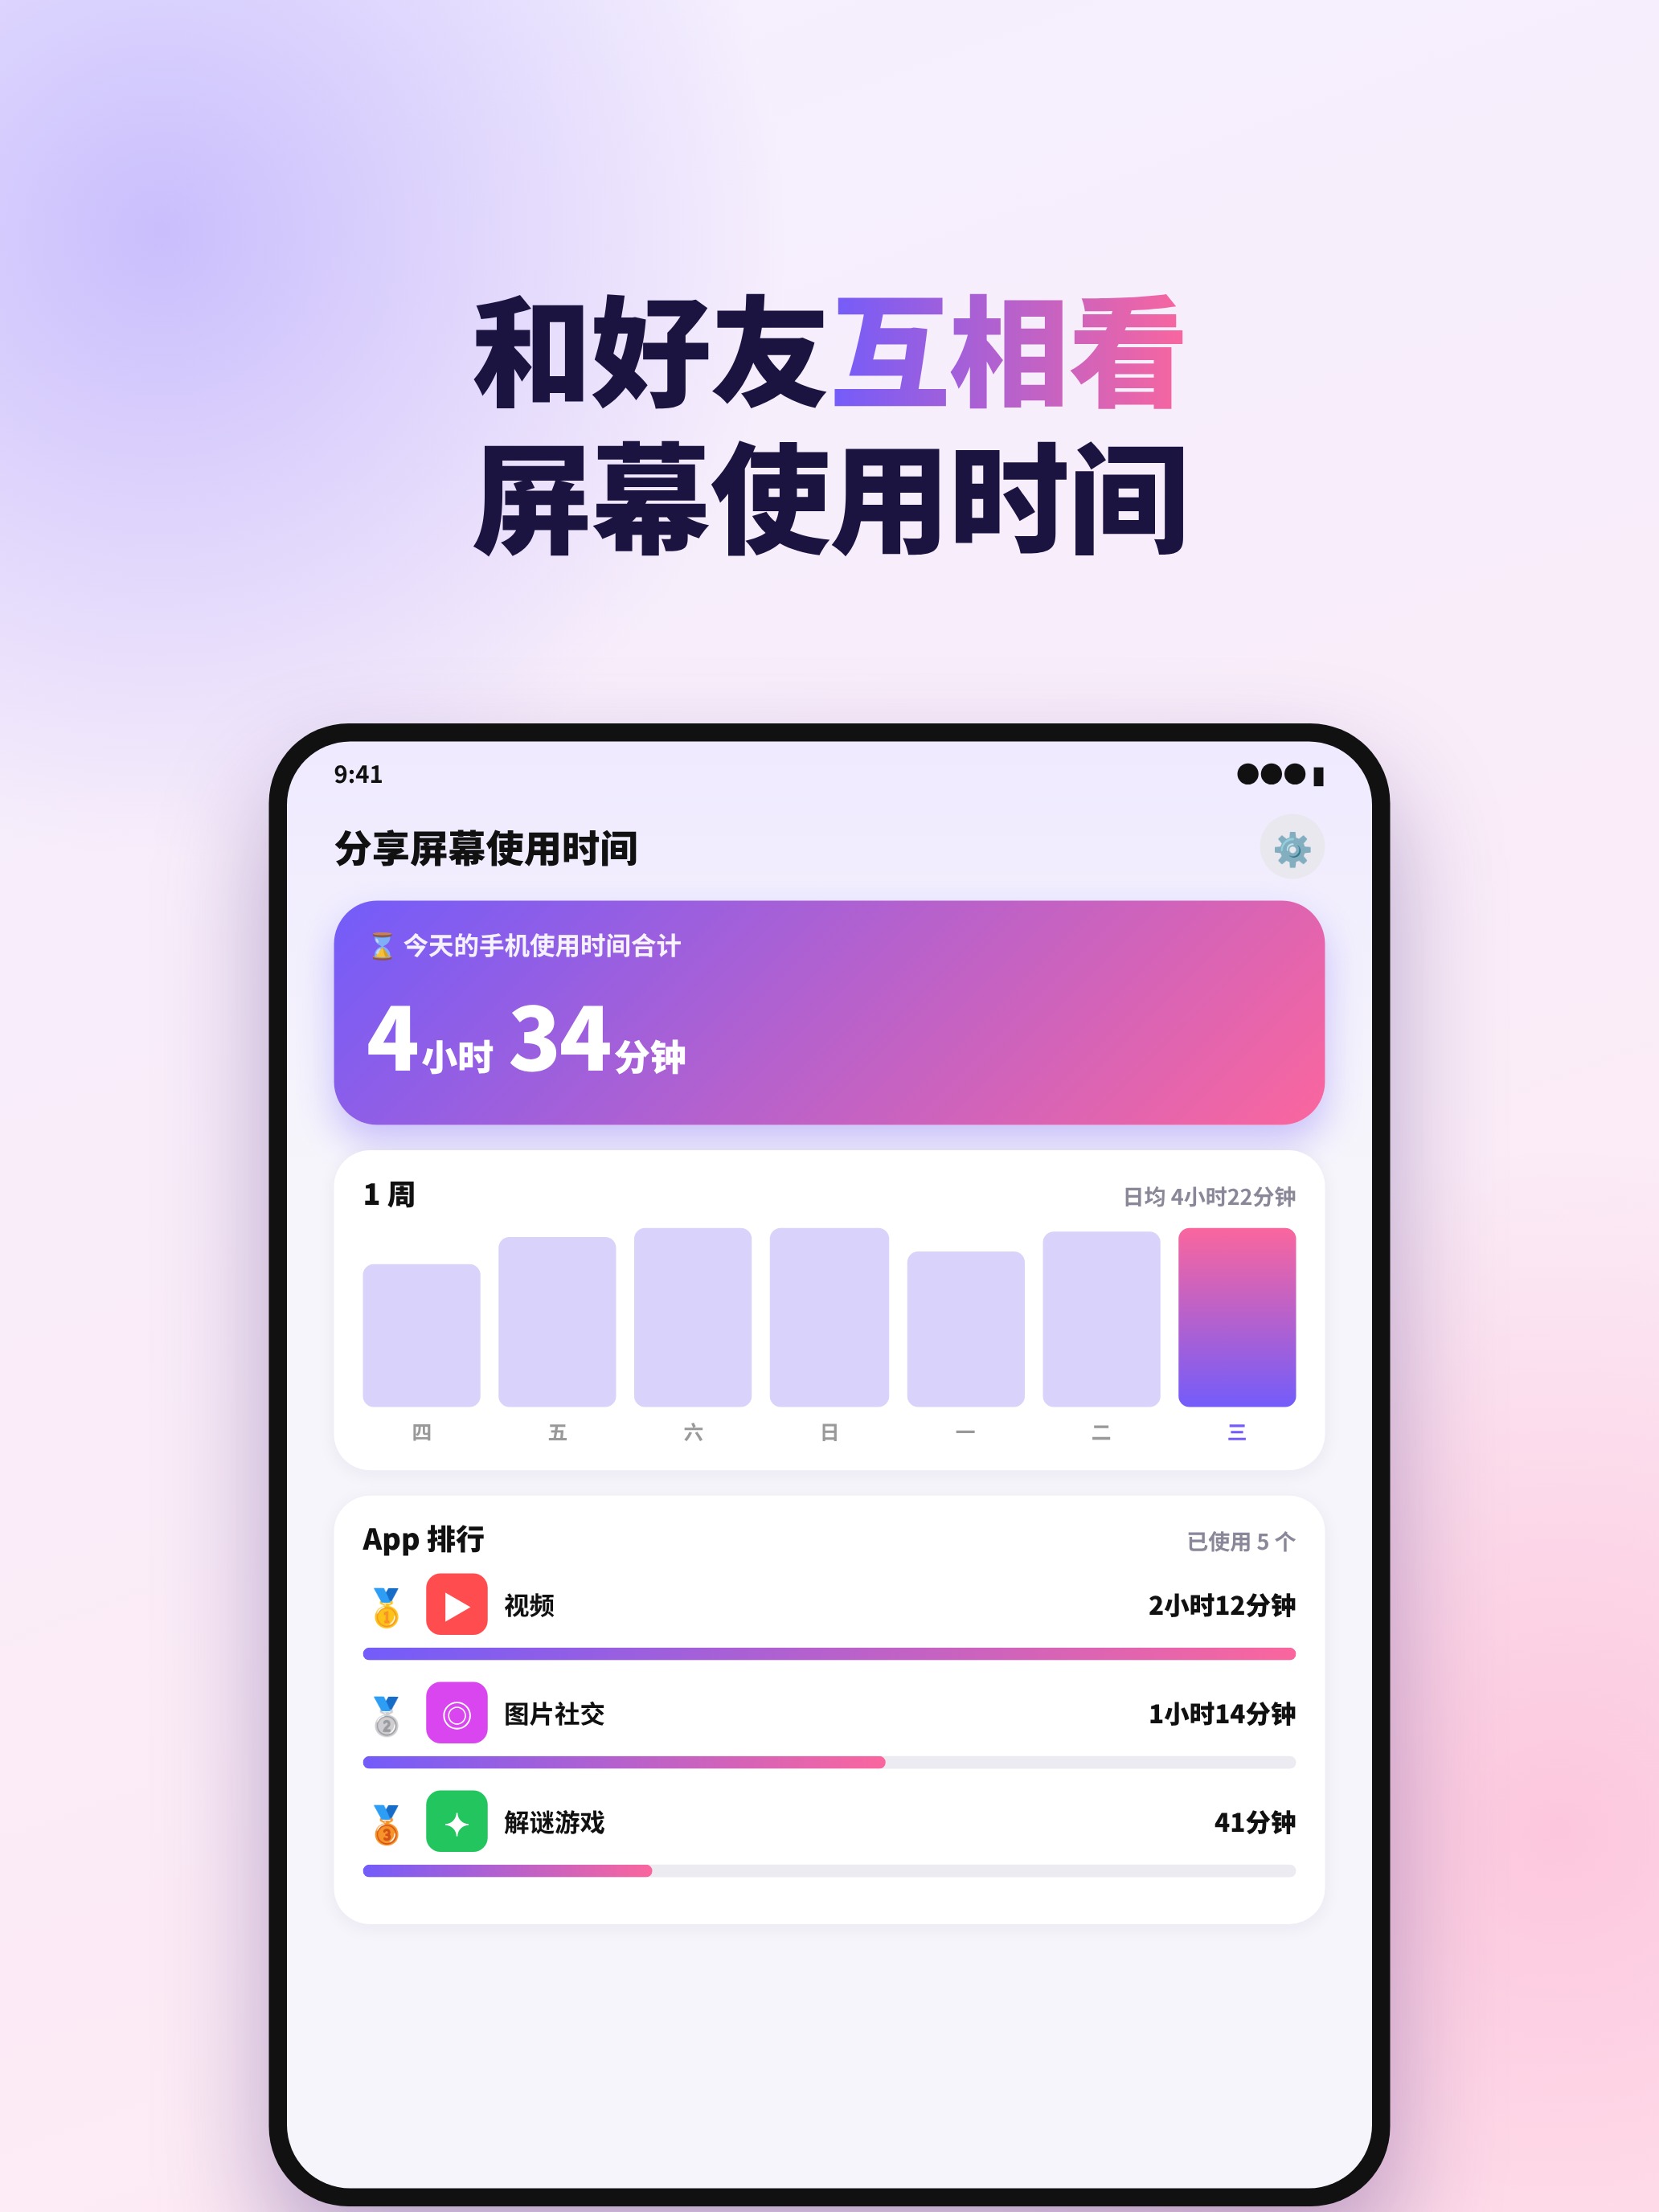 和好友互相看
屏幕使用时间
9:41
分享屏幕使用时间
今天的手机使用时间合计
4小时 34分钟
1 周
日均 4小时22分钟
四 五 六 日 一 二 三
App 排行
已使用 5 个
1 视频 2小时12分钟
2 图片社交 1小时14分钟
3 解谜游戏 41分钟